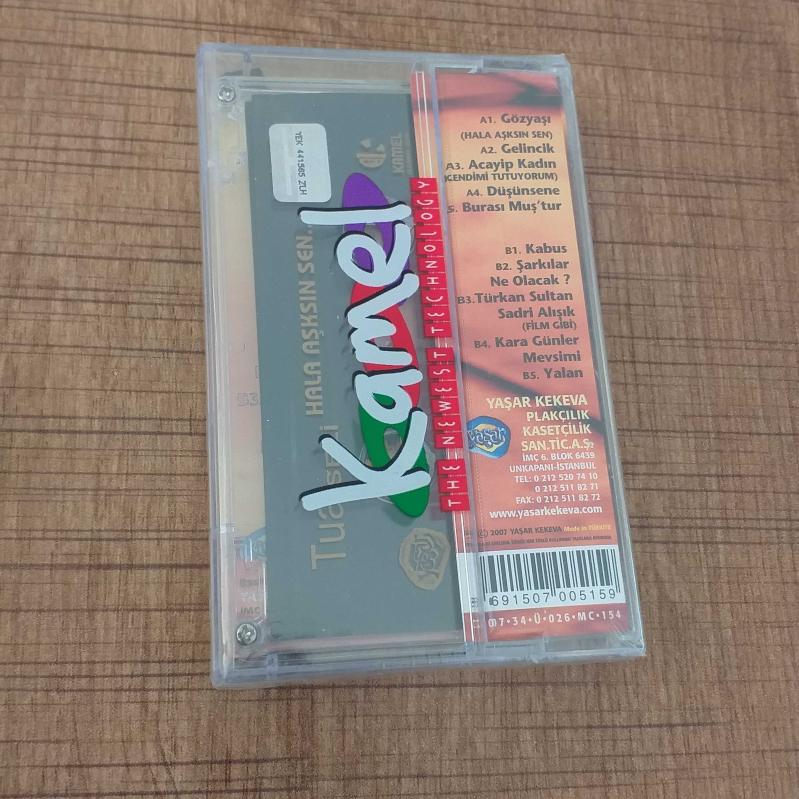 A1. Gözyaşı
(HALA AŞKSIN SEN)
A2. Gelincik
A3. Acayip Kadın
(KENDİMİ TUTUYORUM)
A4. Düşünsene
5. Burası Muş'tur
B1. Kabus
B2. Şarkılar
Ne Olacak ?
B3.Türkan Sultan
Sadri Alışık
(FİLM GİBİ)
B4. Kara Günler
Mevsimi
B5. Yalan
YAŞAR KEKEVA
PLAKÇILIK
KASETÇİLİK
SAN.TİC.A.Ş.
İMÇ 6. BLOK 6439
UNKAPANI-İSTANBUL
TEL: 0 212 520 74 10
0 212 511 82 71
FAX: 0 212 511 82 72
www.yasarkekeva.com
2007 YAŞAR KEKEVA Made in TÜRKİYE
691507 005159
07•34•Ü•026•MC•154
yaşar
Kamel
THE NEWEST TECHNOLOGY
YEK 441565 ZLH
KAMEL
HALA AŞKSIN SEN..
B3